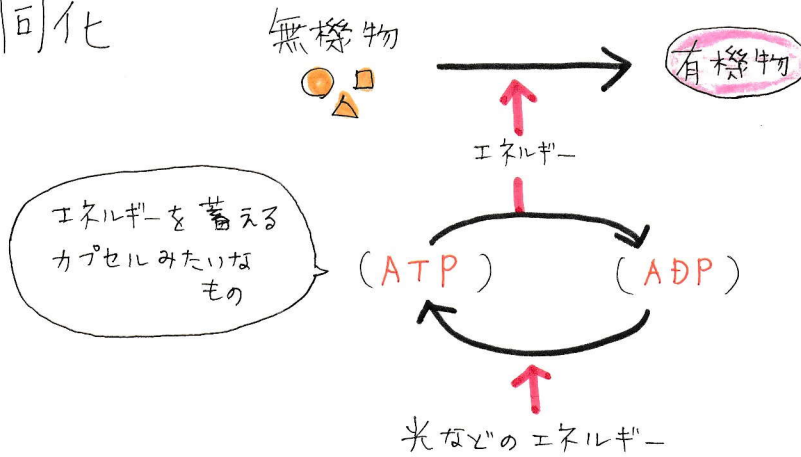 同化
無機物
有機物
エネルギー
エネルギーを蓄える
カプセルみたいな
もの
(ATP)
(ADP)
光などのエネルギー